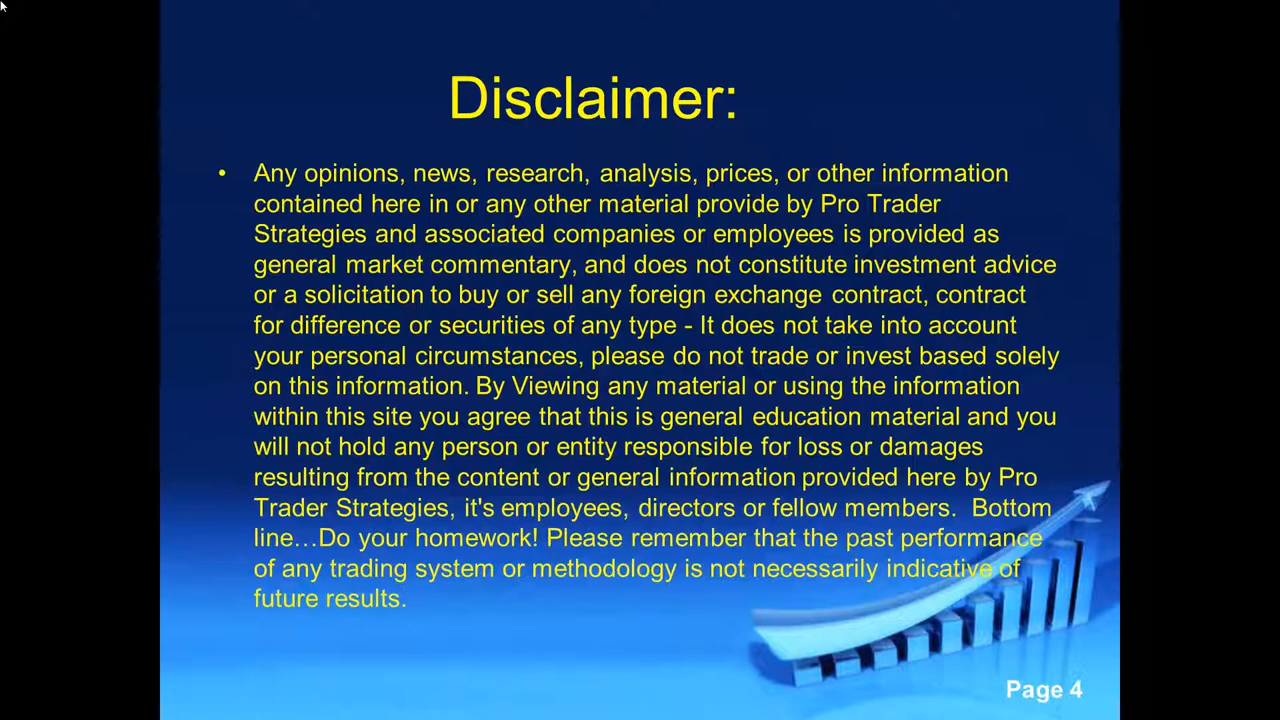 Disclaimer:
• Any opinions, news, research, analysis, prices, or other information
contained here in or any other material provide by Pro Trader
Strategies and associated companies or employees is provided as
general market commentary, and does not constitute investment advice
or a solicitation to buy or sell any foreign exchange contract, contract
for difference or securities of any type - It does not take into account
your personal circumstances, please do not trade or invest based solely
on this information. By Viewing any material or using the information
within this site you agree that this is general education material and you
will not hold any person or entity responsible for loss or damages
resulting from the content or general information provided here by Pro
Trader Strategies, it's employees, directors or fellow members.  Bottom
line…Do your homework! Please remember that the past performance
of any trading system or methodology is not necessarily indicative of
future results.
Page 4